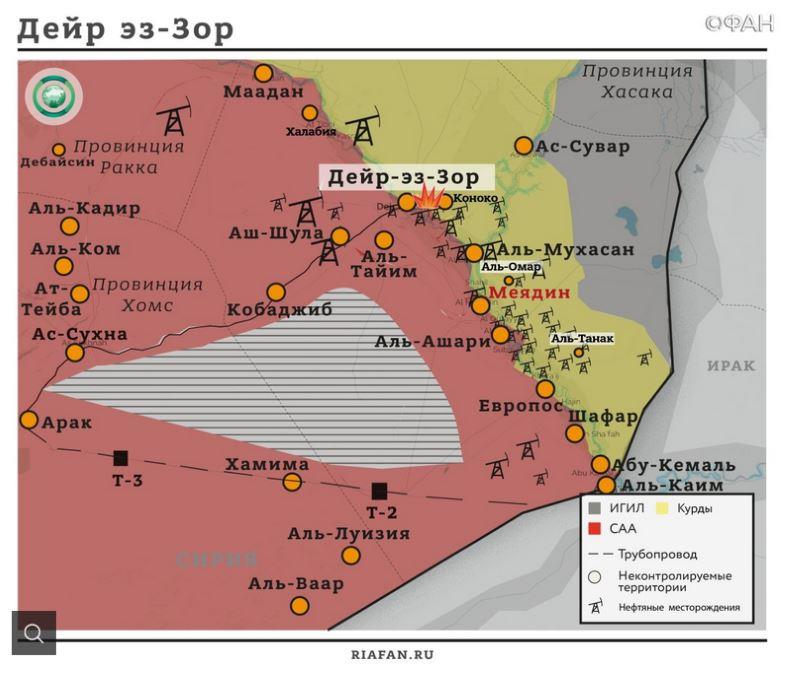 Дейр эз-Зор
©ФАН
Провинция
Хасака
Маадан
Халабия
Ас-Сувар
Провинция
Ракка
Дебайсин
Дейр-эз-Зор
Коноко
Аль-Кадир
Аш-Шула
Аль-Мухасан
Аль-Ком
Аль-
Тайим
Аль-Омар
Ат-
Тейба
Провинция
Хомс
Меядин
Кобаджиб
Ас-Сухна
Аль-Ашари
Аль-Танак
ИРАК
Европос
Шафар
Арак
Хамима
Абу-Кемаль
Аль-Каим
Т-3
Т-2
Аль-Луизия
СИРИЯ
Аль-Ваар
ИГИЛ
Курды
САА
Трубопровод
Неконтролируемые
территории
Нефтяные месторождения
RIAFAN.RU